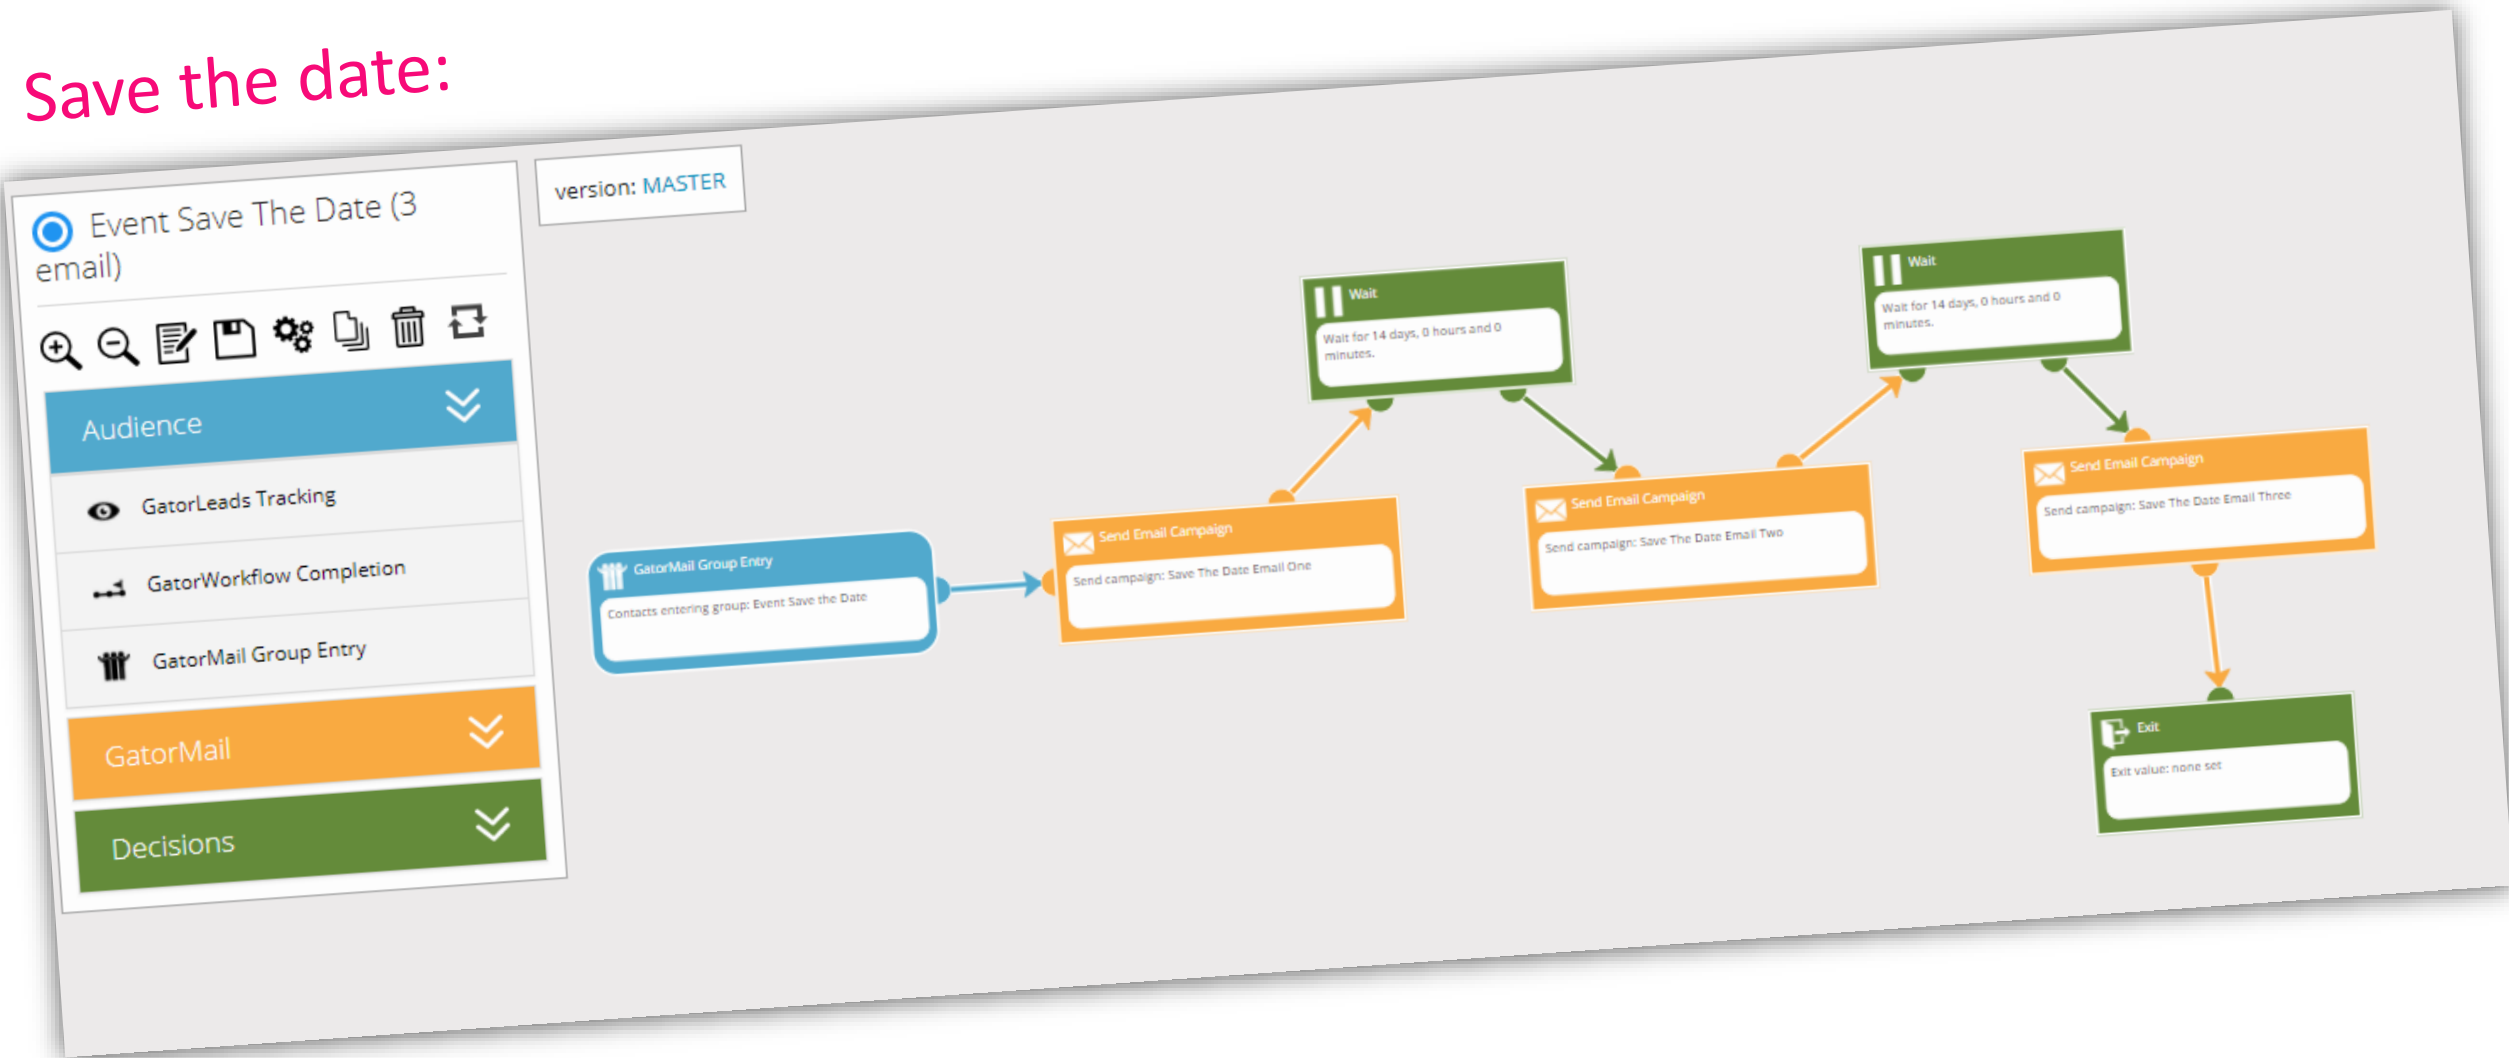 Save the date:
Event Save The Date (3
email)
version: MASTER
Audience
GatorLeads Tracking
GatorWorkflow Completion
GatorMail Group Entry
GatorMail
Decisions
GatorMail Group Entry
Contacts entering group: Event Save the Date
Send Email Campaign
Send campaign: Save The Date Email One
Wait
Wait for 14 days, 0 hours and 0
minutes.
Send Email Campaign
Send campaign: Save The Date Email Two
Wait
Wait for 14 days, 0 hours and 0
minutes.
Send Email Campaign
Send campaign: Save The Date Email Three
Exit
Exit value: none set